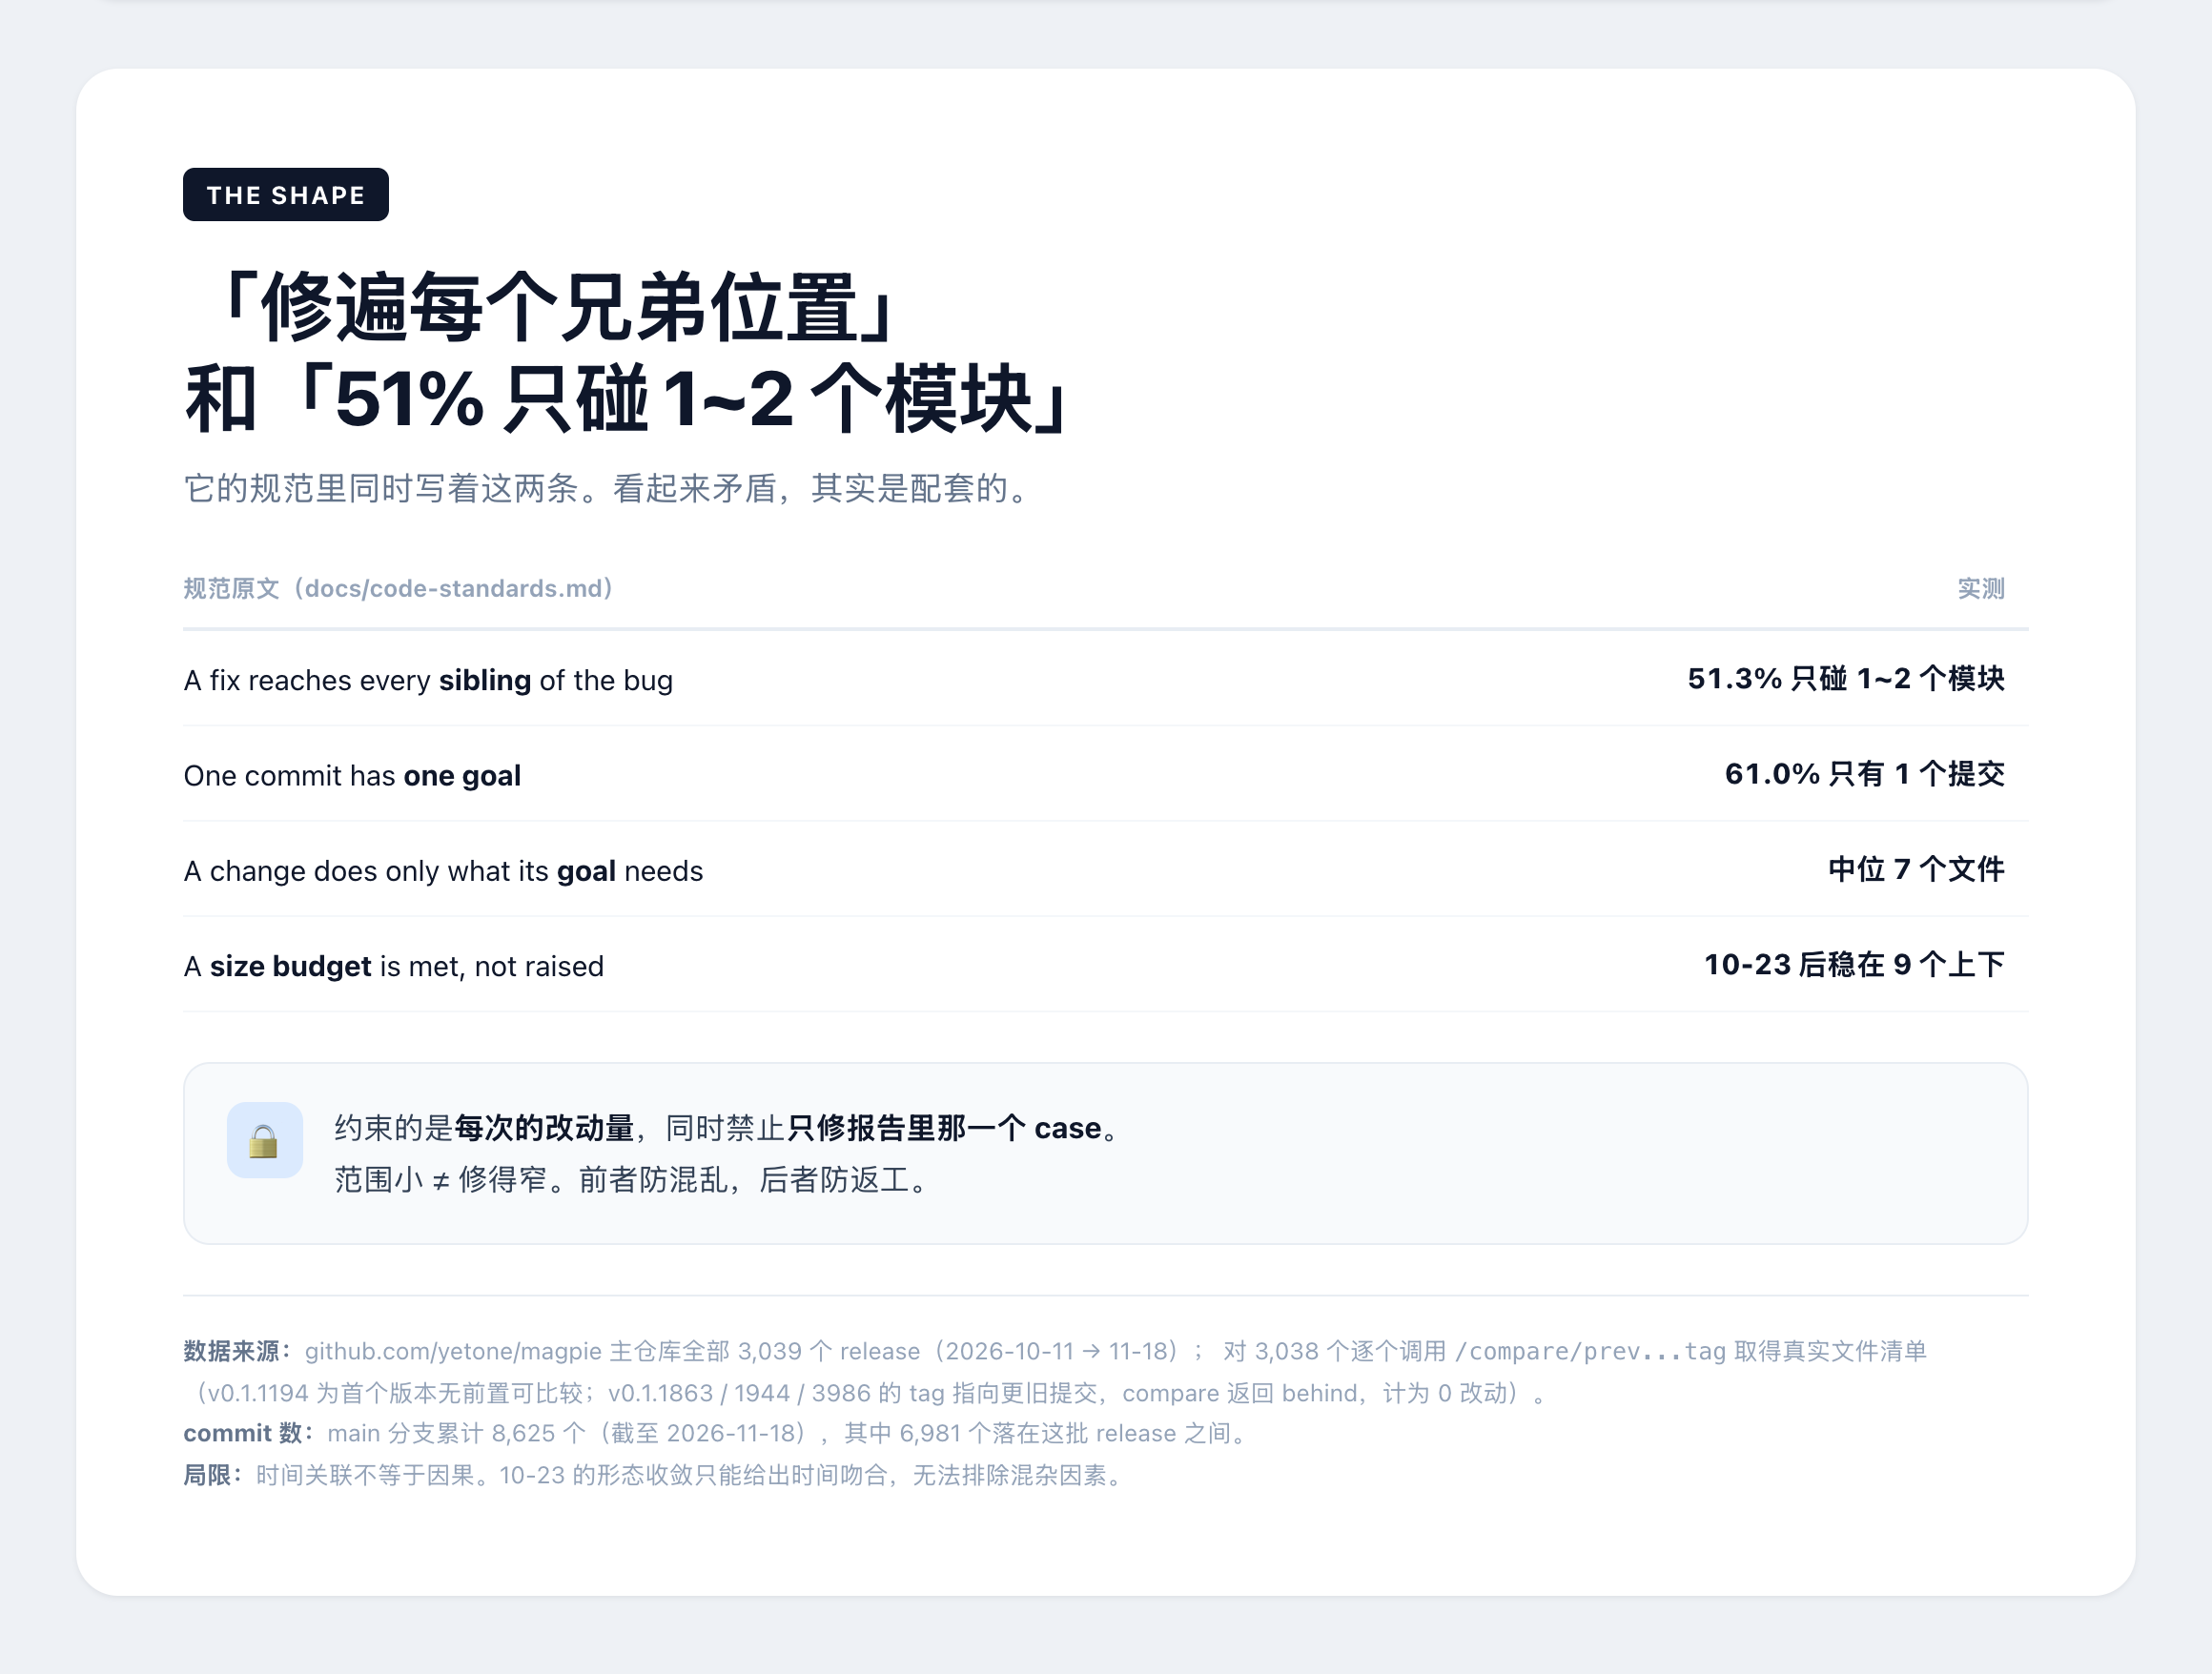 THE SHAPE
「修遍每个兄弟位置」
和「51% 只碰 1~2 个模块」
它的规范里同时写着这两条。看起来矛盾，其实是配套的。
规范原文（docs/code-standards.md） 实测
A fix reaches every sibling of the bug 51.3% 只碰 1~2 个模块
One commit has one goal 61.0% 只有 1 个提交
A change does only what its goal needs 中位 7 个文件
A size budget is met, not raised 10-23 后稳在 9 个上下
约束的是每次的改动量，同时禁止只修报告里那一个 case。
范围小 ≠ 修得窄。前者防混乱，后者防返工。
数据来源：github.com/yetone/magpie 主仓库全部 3,039 个 release（2026-10-11 → 11-18）； 对 3,038 个逐个调用 /compare/prev...tag 取得真实文件清单
（v0.1.1194 为首个版本无前置可比较；v0.1.1863 / 1944 / 3986 的 tag 指向更旧提交，compare 返回 behind，计为 0 改动）。
commit 数：main 分支累计 8,625 个（截至 2026-11-18），其中 6,981 个落在这批 release 之间。
局限：时间关联不等于因果。10-23 的形态收敛只能给出时间吻合，无法排除混杂因素。